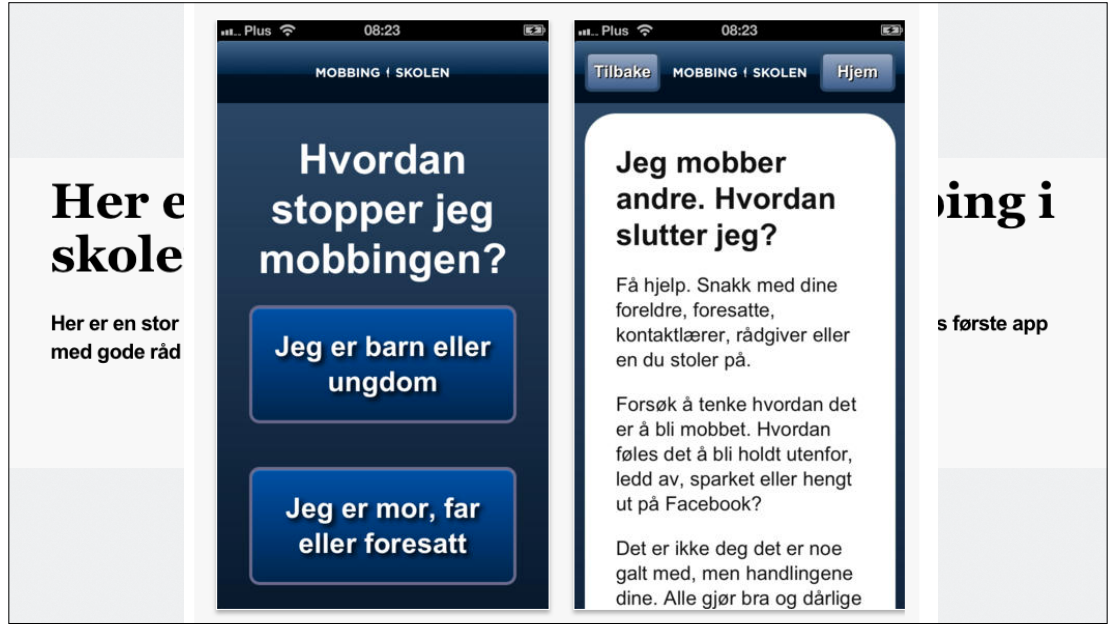 Her e
skole
Her er en stor
med gode råd
Plus 08:23
MOBBING I SKOLEN
Hvordan
stopper jeg
mobbingen?
Jeg er barn eller
ungdom
Jeg er mor, far
eller foresatt
Plus 08:23
Tilbake MOBBING I SKOLEN Hjem
Jeg mobber
andre. Hvordan
slutter jeg?
Få hjelp. Snakk med dine
foreldre, foresatte,
kontaktlærer, rådgiver eller
en du stoler på.
Forsøk å tenke hvordan det
er å bli mobbet. Hvordan
føles det å bli holdt utenfor,
ledd av, sparket eller hengt
ut på Facebook?
Det er ikke deg det er noe
galt med, men handlingene
dine. Alle gjør bra og dårlige
ing i
s første app